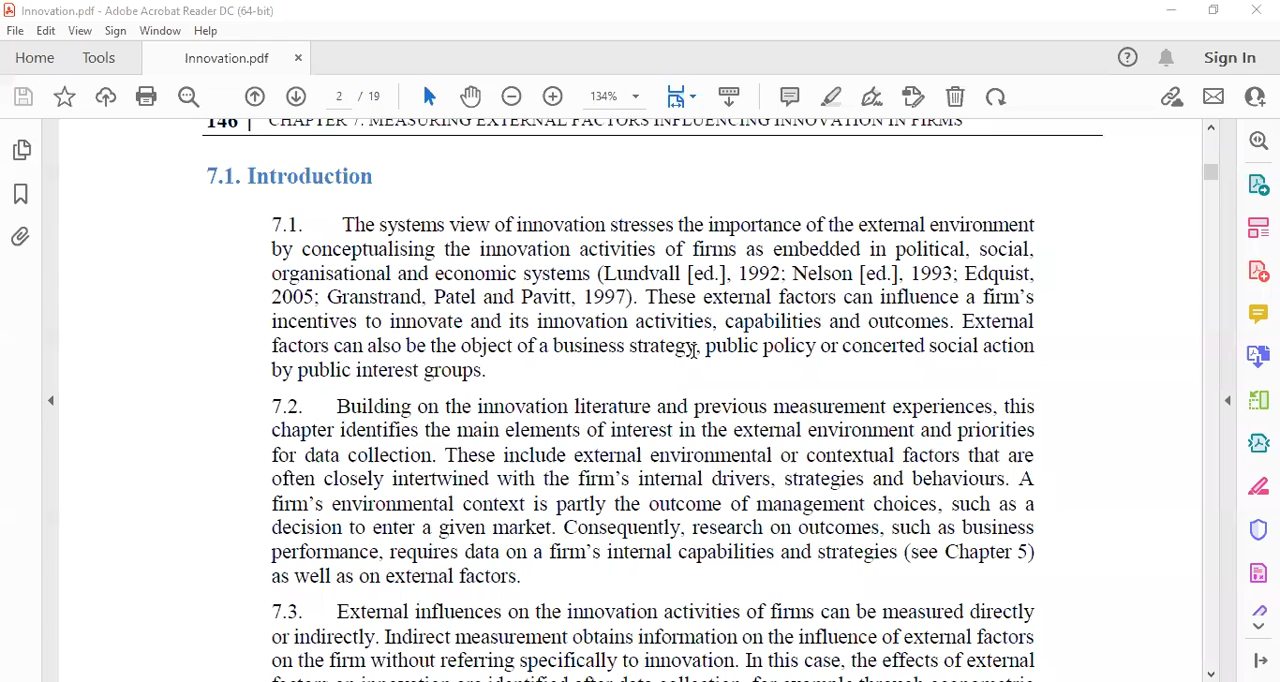 Innovation.pdf - Adobe Acrobat Reader DC (64-bit)
File Edit View Sign Window Help
Home Tools Innovation.pdf × Sign In
2 / 19 134%
146 | CHAPTER 7. MEASURING EXTERNAL FACTORS INFLUENCING INNOVATION IN FIRMS
7.1. Introduction
7.1. The systems view of innovation stresses the importance of the external environment
by conceptualising the innovation activities of firms as embedded in political, social,
organisational and economic systems (Lundvall [ed.], 1992; Nelson [ed.], 1993; Edquist,
2005; Granstrand, Patel and Pavitt, 1997). These external factors can influence a firm's
incentives to innovate and its innovation activities, capabilities and outcomes. External
factors can also be the object of a business strategy, public policy or concerted social action
by public interest groups.
7.2. Building on the innovation literature and previous measurement experiences, this
chapter identifies the main elements of interest in the external environment and priorities
for data collection. These include external environmental or contextual factors that are
often closely intertwined with the firm's internal drivers, strategies and behaviours. A
firm's environmental context is partly the outcome of management choices, such as a
decision to enter a given market. Consequently, research on outcomes, such as business
performance, requires data on a firm's internal capabilities and strategies (see Chapter 5)
as well as on external factors.
7.3. External influences on the innovation activities of firms can be measured directly
or indirectly. Indirect measurement obtains information on the influence of external factors
on the firm without referring specifically to innovation. In this case, the effects of external
factors on innovation are identified after data collection, for example through econometric